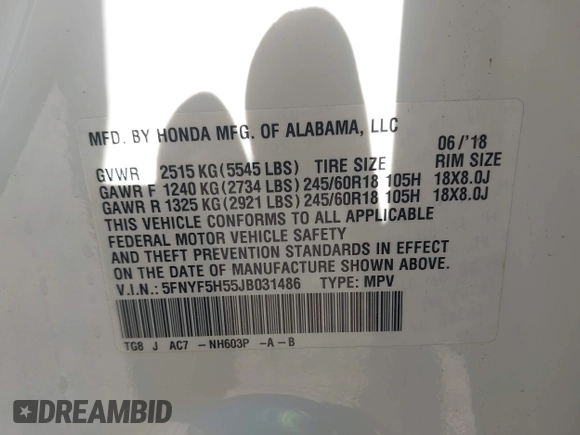 MFD. BY HONDA MFG. OF ALABAMA, LLC 06/'18
GVWR 2515 KG(5545 LBS) TIRE SIZE RIM SIZE
GAWR F 1240 KG(2734 LBS)245/60R18 105H 18X8.0J
GAWR R 1325 KG(2921 LBS)245/60R18 105H 18X8.0J
THIS VEHICLE CONFORMS TO ALL APPLICABLE
FEDERAL MOTOR VEHICLE SAFETY
AND THEFT PREVENTION STANDARDS IN EFFECT
ON THE DATE OF MANUFACTURE SHOWN ABOVE.
V.I.N.: 5FNYF5H55JB031486 TYPE: MPV
TG8 J AC7 -NH603P -A-B
DREAMBID